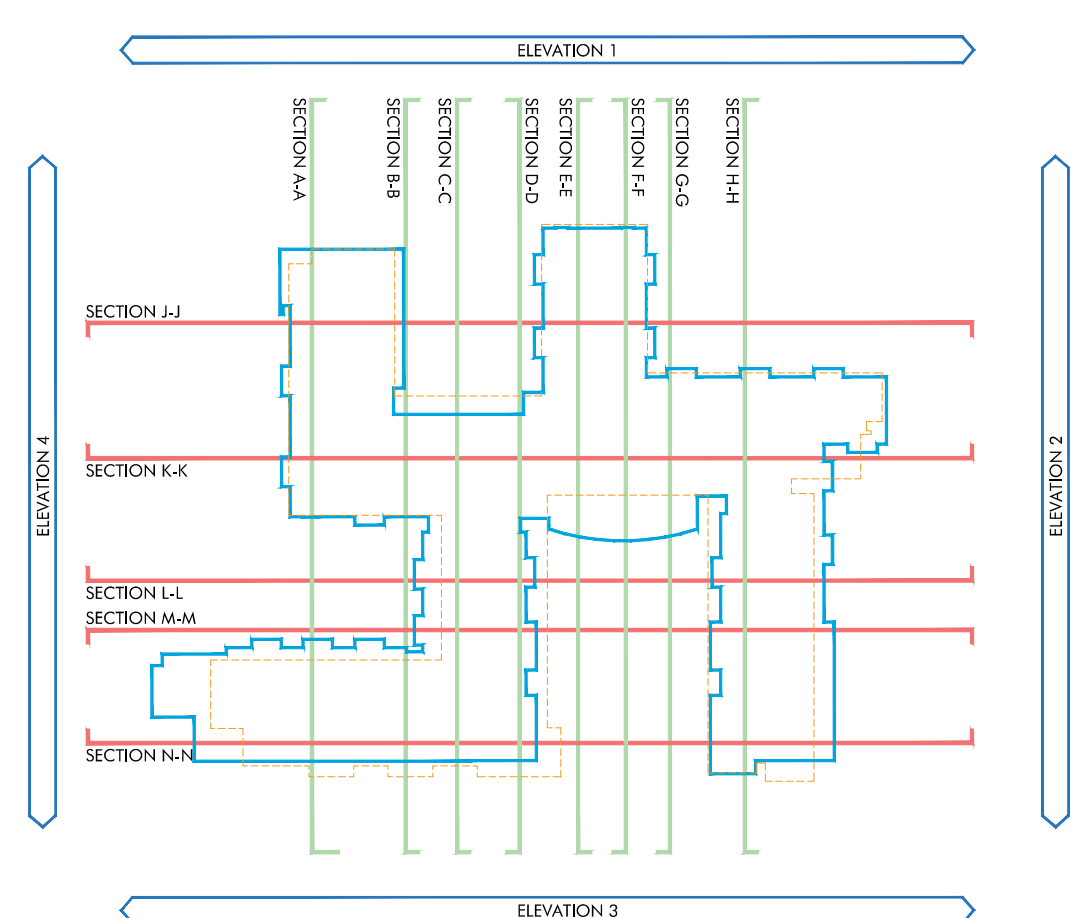 ELEVATION 1
SECTION A-A
SECTION B-B
SECTION C-C
SECTION D-D
SECTION E-E
SECTION F-F
SECTION G-G
SECTION H-H
SECTION J-J
ELEVATION 4
SECTION K-K
ELEVATION 2
SECTION L-L
SECTION M-M
SECTION N-N
ELEVATION 3